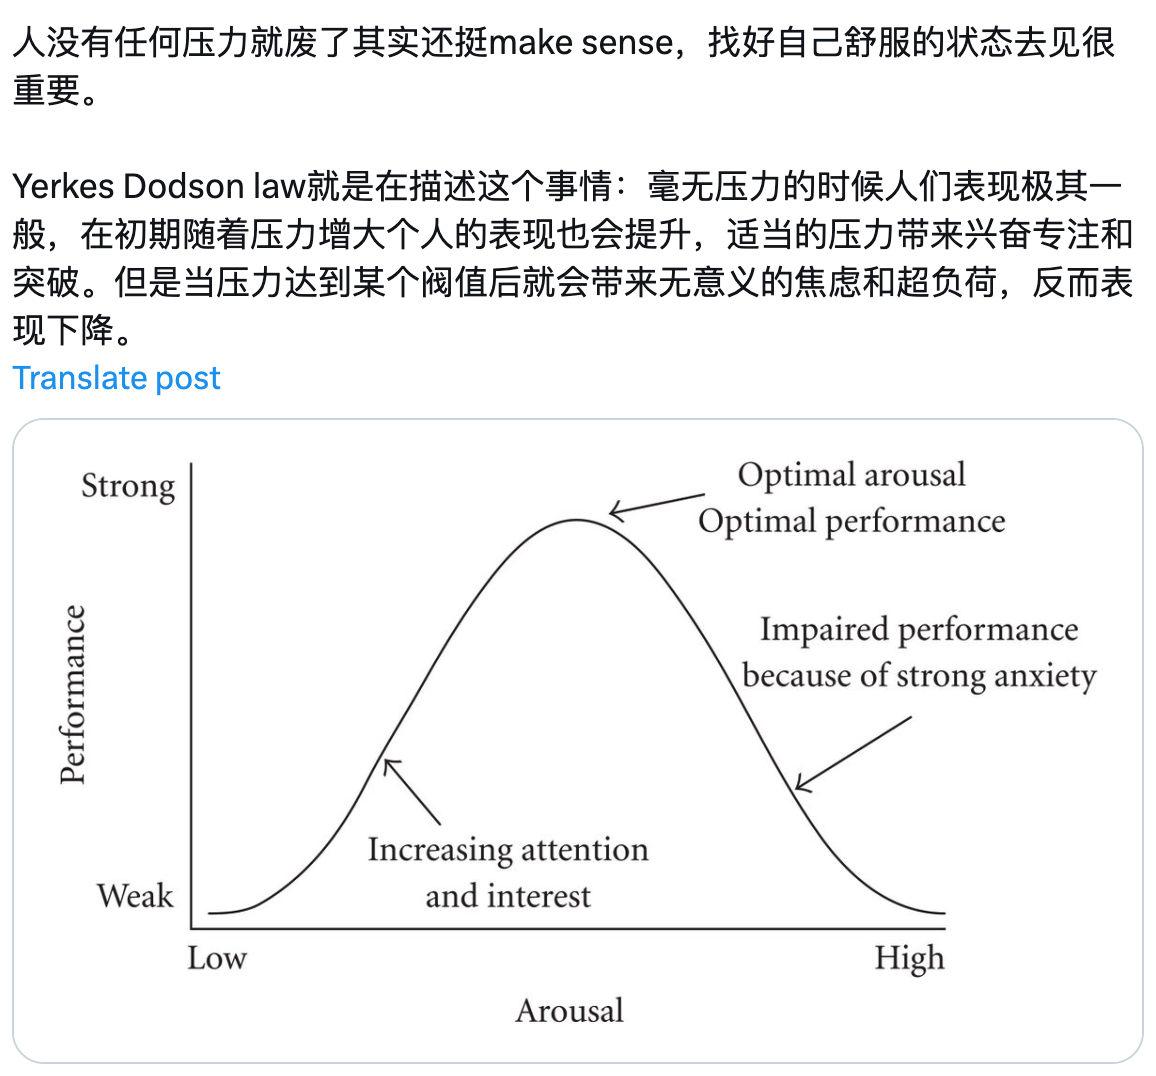 人没有任何压力就废了其实还挺make sense，找好自己舒服的状态去见很
重要。
Yerkes Dodson law就是在描述这个事情：毫无压力的时候人们表现极其一
般，在初期随着压力增大个人的表现也会提升，适当的压力带来兴奋专注和
突破。但是当压力达到某个阀值后就会带来无意义的焦虑和超负荷，反而表
现下降。
Translate post
Strong
Optimal arousal
Optimal performance
Performance
Impaired performance
because of strong anxiety
Increasing attention
and interest
Weak
Low
High
Arousal